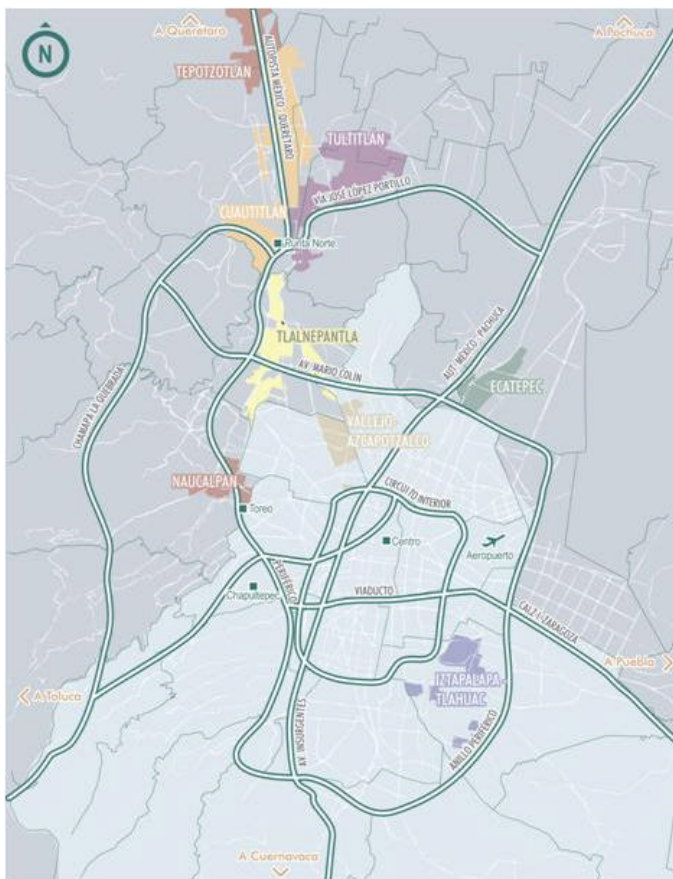 A Querétaro
A Pachuca
N
TEPOTZOTLÁN
AUTOPISTA MÉXICO - QUERÉTARO
TULTITLÁN
VÍA JOSÉ LÓPEZ PORTILLO
CUAUTITLÁN
Punta Norte
TLALNEPANTLA
AV. MARIO COLÍN
AUT. MÉXICO - PACHUCA
ECATEPEC
CHAMAPA LA QUEBRADA
VALLEJO -
AZCAPOTZALCO
NAUCALPAN
CIRCUITO INTERIOR
Toreo
Centro
Aeropuerto
PERIFÉRICO
Chapultepec
VIADUCTO
CALZ. I. ZARAGOZA
A Puebla
IZTAPALAPA -
TLÁHUAC
A Toluca
AV. INSURGENTES
ANILLO PERIFÉRICO
A Cuernavaca